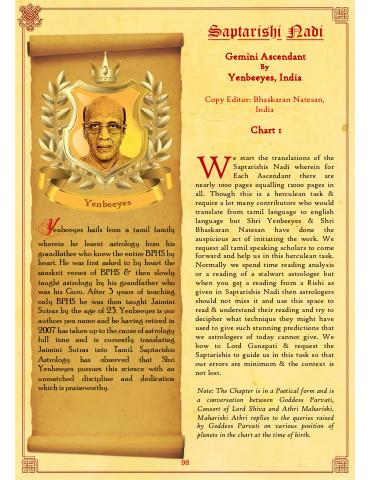 Saptarishi Nadi
Gemini Ascendant
By
Yenbeeyes, India
Copy Editor: Bhaskaran Natesan,
India
Chart 1
Yenbeeyes
Yenbeeyes hails from a tamil family
wherein he learnt astrology from his
grandfather who knew the entire BPHS by
heart. He was first asked to by heart the
sanskrit verses of BPHS & then slowly
taught astrology by his grandfather who
was his Guru. After 3 years of teaching
only BPHS he was then taught Jaimini
Sutras by the age of 23. Yenbeeyes is our
authors pen name and he having retired in
2007 has taken up to the cause of astrology
full time and is currently translating
Jaimini Sutras into Tamil. Saptarishis
Astrology has observed that Shri
Yenbeeyes pursues this science with an
unmatched discipline and dedication
which is praiseworthy.
We start the translations of the
Saptarishis Nadi wherein for
Each Ascendant there are
nearly 1000 pages equalling 12000 pages in
all. Though this is a herculean task &
require a lot many contributors who would
translate from tamil language to english
language but Shri Yenbeeyes & Shri
Bhaskaran Natesan have done the
auspicious act of initiating the work. We
request all tamil speaking scholars to come
forward and help us in this herculean task.
Normally we spend time reading analysis
or a reading of a stalwart astrologer but
when you get a reading from a Rishi as
given in Saptarishis Nadi then astrologers
should not miss it and use this space to
read & understand their reading and try to
decipher what technique they might have
used to give such stunning predictions that
we astrologers of today cannot give. We
bow to Lord Ganapati & request the
Saptarishis to guide us in this task so that
our errors are minimum & the context is
not lost.
Note: The Chapter is in a Poetical form and is
a conversation between Goddess Parvati,
Consort of Lord Shiva and Athri Maharishi.
Maharishi Athri replies to the queries raised
by Goddess Parvati on various position of
planets in the chart at the time of birth.
98